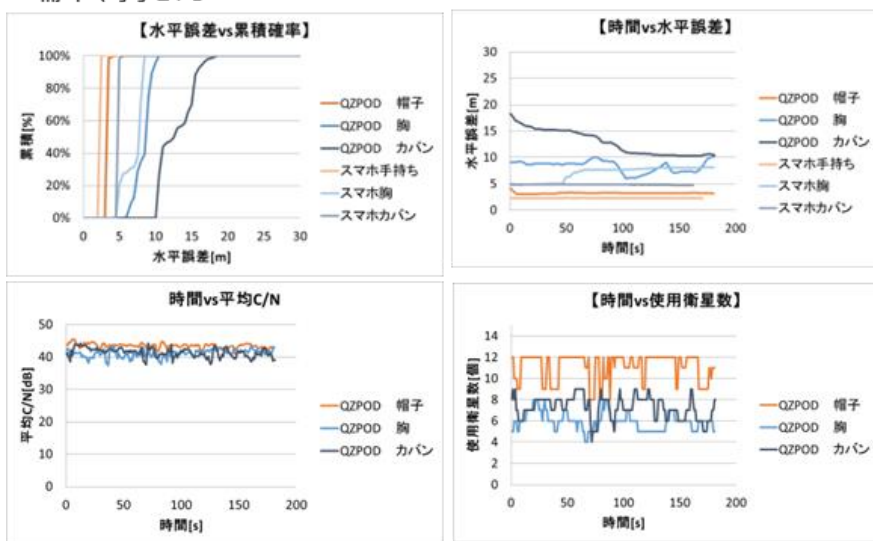 【水平誤差vs累積確率】
100%
80%
60%
40%
20%
0%
累積[%]
0 5 10 15 20 25 30
水平誤差[m]
QZPOD 帽子
QZPOD 胸
QZPOD カバン
スマホ手持ち
スマホ胸
スマホカバン
【時間vs水平誤差】
30
25
20
15
10
5
0
水平誤差[m]
0 50 100 150 200
時間[s]
QZPOD 帽子
QZPOD 胸
QZPOD カバン
スマホ手持ち
スマホ胸
スマホカバン
時間vs平均C/N
50
40
30
20
10
0
平均C/N[dB]
0 50 100 150 200
時間[s]
QZPOD 帽子
QZPOD 胸
QZPOD カバン
【時間vs使用衛星数】
14
12
10
8
6
4
2
0
使用衛星数[個]
0 50 100 150 200
時間[s]
QZPOD 帽子
QZPOD 胸
QZPOD カバン